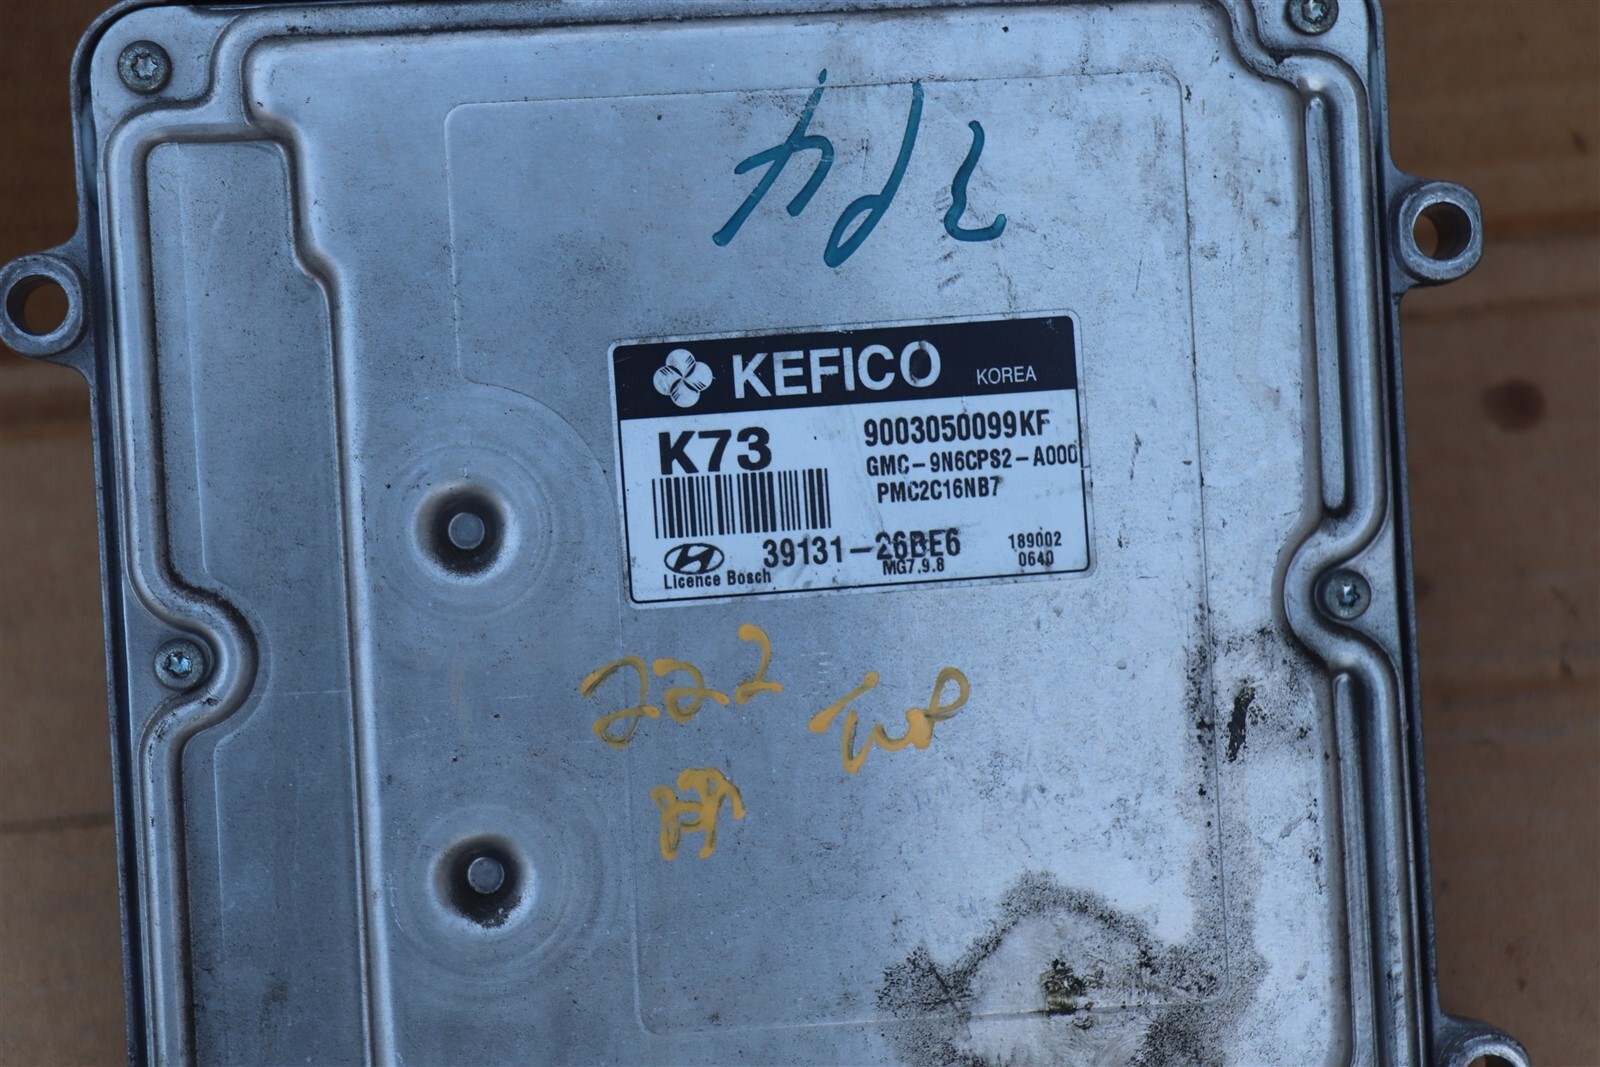 KEFICO KOREA
K73
9003050099KF
GMC-9N6CPS2-A000
PMC2C16NB7
39131-26BE6
MG7.9.8
189002
0640
Licence Bosch
222